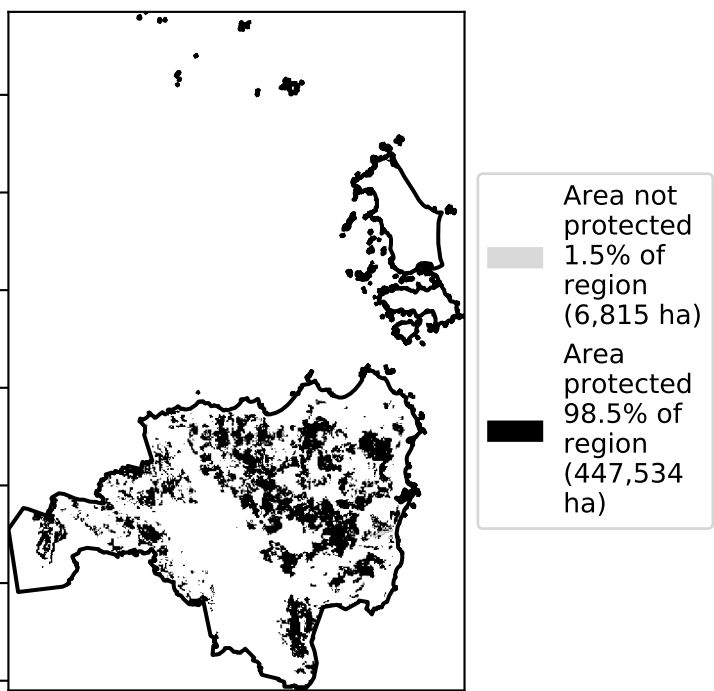 Area not
protected
1.5% of
region
(6,815 ha)
Area
protected
98.5% of
region
(447,534
ha)